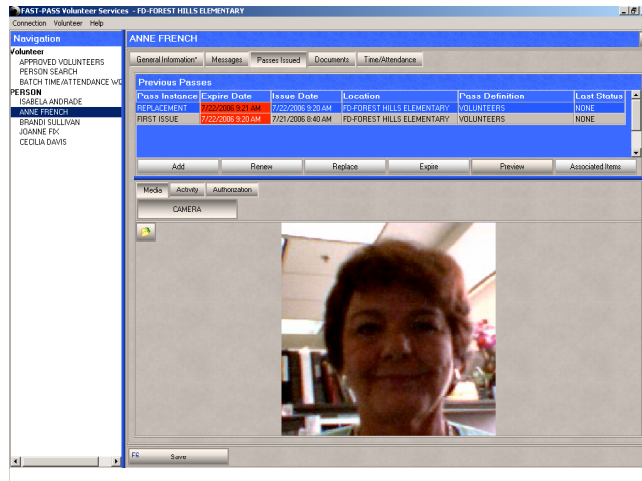 FAST-PASS Volunteer Services - FD-FOREST HILLS ELEMENTARY
Connection Volunteer Help
Navigation
Volunteer
APPROVED VOLUNTEERS
PERSON SEARCH
BATCH TIME/ATTENDANCE WO
PERSON
ISABELA ANDRADE
ANNE FRENCH
BRANDI SULLIVAN
JOANNE FIX
CECILIA DAVIS
ANNE FRENCH
General Information* Messages Passes Issued Documents Time/Attendance
Previous Passes
Pass Instance Expire Date Issue Date Location Pass Definition Last Status
REPLACEMENT 7/22/2006 9:21 AM 7/22/2006 9:20 AM FD-FOREST HILLS ELEMENTARY VOLUNTEERS NONE
FIRST ISSUE 7/22/2006 9:20 AM 7/21/2006 8:40 AM FD-FOREST HILLS ELEMENTARY VOLUNTEERS NONE
Add Renew Replace Expire Preview Associated Items
Media Activity Authorization
CAMERA
F6 Save